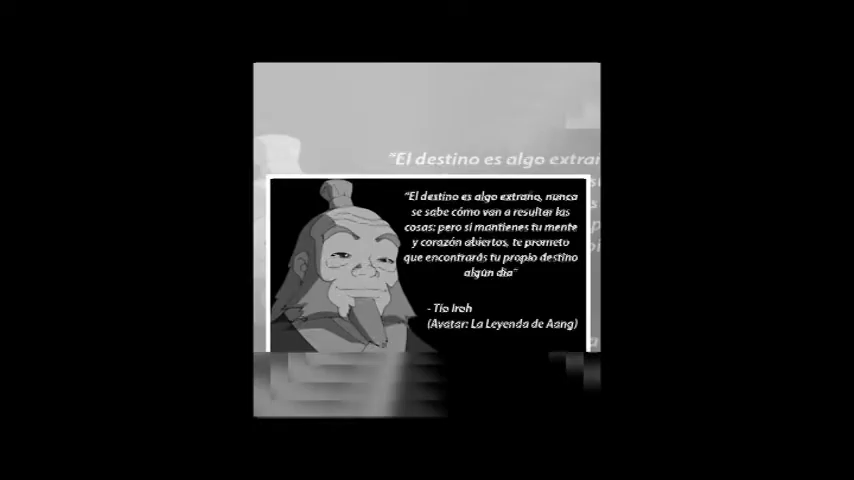 "El destino es algo extra
"El destino es algo extraño, nunca
se sabe cómo van a resultar las
cosas: pero si mantienes tu mente
y corazón abiertos, te prometo
que encontrarás tu propio destino
algún día"
- Tío Iroh
(Avatar: La Leyenda de Aang)